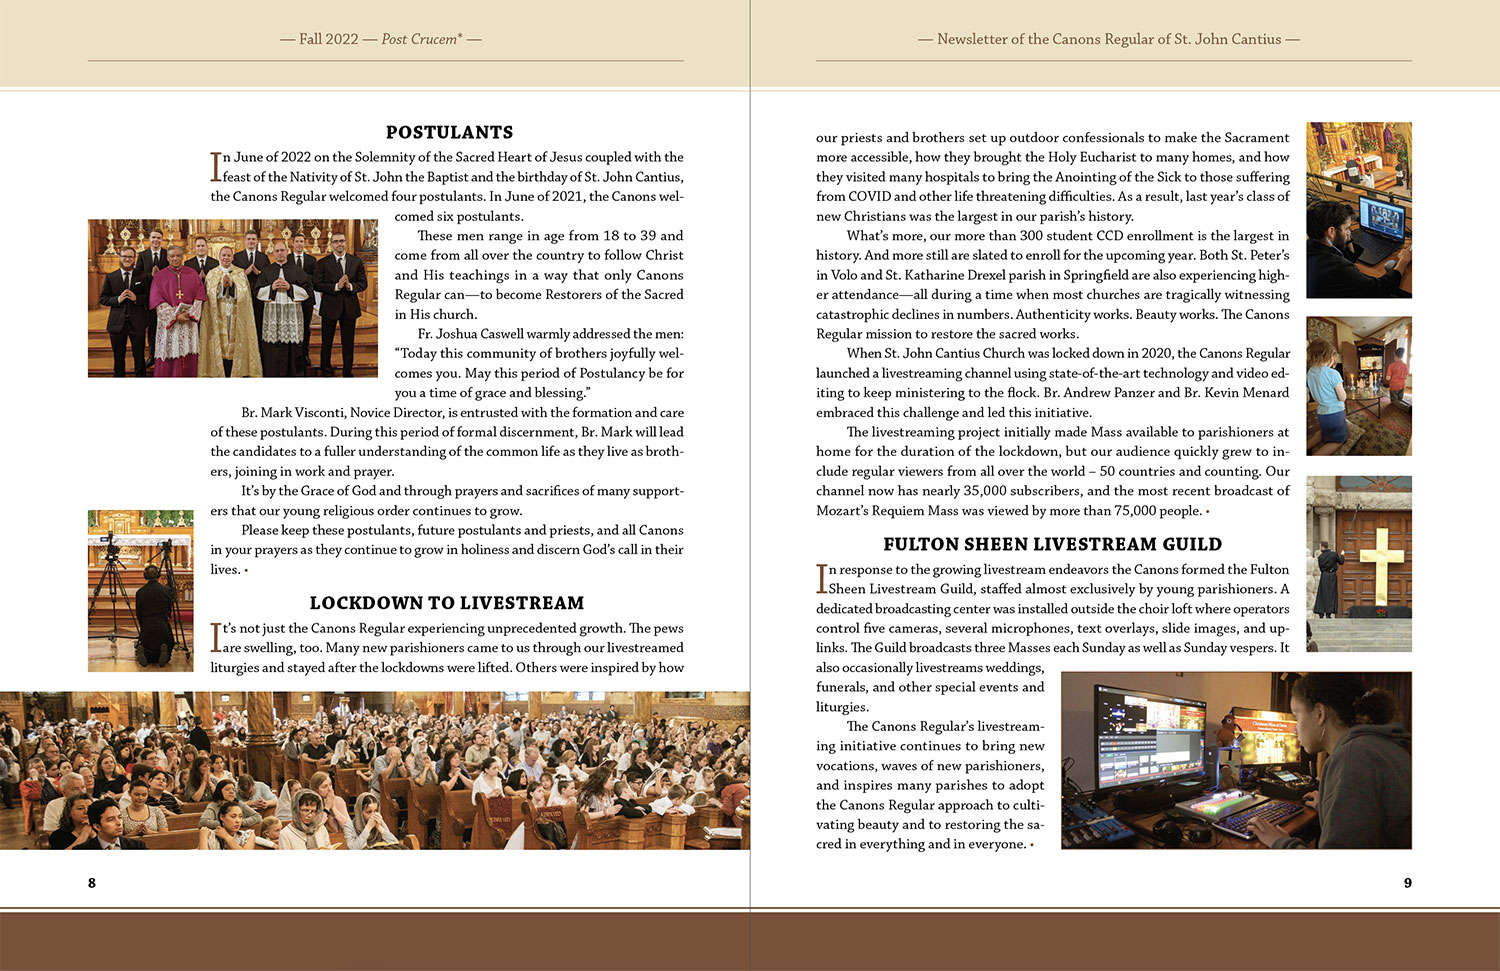 — Fall 2022 — Post Crucem* —
POSTULANTS
In June of 2022 on the Solemnity of the Sacred Heart of Jesus coupled with the
feast of the Nativity of St. John the Baptist and the birthday of St. John Cantius,
the Canons Regular welcomed four postulants. In June of 2021, the Canons wel-
comed six postulants.
These men range in age from 18 to 39 and
come from all over the country to follow Christ
and His teachings in a way that only Canons
Regular can—to become Restorers of the Sacred
in His church.
Fr. Joshua Caswell warmly addressed the men:
“Today this community of brothers joyfully wel-
comes you. May this period of Postulancy be for
you a time of grace and blessing.”
Br. Mark Visconti, Novice Director, is entrusted with the formation and care
of these postulants. During this period of formal discernment, Br. Mark will lead
the candidates to a fuller understanding of the common life as they live as broth-
ers, joining in work and prayer.
It’s by the Grace of God and through prayers and sacrifices of many support-
ers that our young religious order continues to grow.
Please keep these postulants, future postulants and priests, and all Canons
in your prayers as they continue to grow in holiness and discern God’s call in their
lives. •
LOCKDOWN TO LIVESTREAM
It’s not just the Canons Regular experiencing unprecedented growth. The pews
are swelling, too. Many new parishioners came to us through our livestreamed
liturgies and stayed after the lockdowns were lifted. Others were inspired by how
8
— Newsletter of the Canons Regular of St. John Cantius —
our priests and brothers set up outdoor confessionals to make the Sacrament
more accessible, how they brought the Holy Eucharist to many homes, and how
they visited many hospitals to bring the Anointing of the Sick to those suffering
from COVID and other life threatening difficulties. As a result, last year’s class of
new Christians was the largest in our parish’s history.
What’s more, our more than 300 student CCD enrollment is the largest in
history. And more still are slated to enroll for the upcoming year. Both St. Peter’s
in Volo and St. Katharine Drexel parish in Springfield are also experiencing high-
er attendance—all during a time when most churches are tragically witnessing
catastrophic declines in numbers. Authenticity works. Beauty works. The Canons
Regular mission to restore the sacred works.
When St. John Cantius Church was locked down in 2020, the Canons Regular
launched a livestreaming channel using state-of-the-art technology and video ed-
iting to keep ministering to the flock. Br. Andrew Panzer and Br. Kevin Menard
embraced this challenge and led this initiative.
The livestreaming project initially made Mass available to parishioners at
home for the duration of the lockdown, but our audience quickly grew to in-
clude regular viewers from all over the world – 50 countries and counting. Our
channel now has nearly 35,000 subscribers, and the most recent broadcast of
Mozart’s Requiem Mass was viewed by more than 75,000 people. •
FULTON SHEEN LIVESTREAM GUILD
In response to the growing livestream endeavors the Canons formed the Fulton
Sheen Livestream Guild, staffed almost exclusively by young parishioners. A
dedicated broadcasting center was installed outside the choir loft where operators
control five cameras, several microphones, text overlays, slide images, and up-
links. The Guild broadcasts three Masses each Sunday as well as Sunday vespers. It
also occasionally livestreams weddings,
funerals, and other special events and
liturgies.
The Canons Regular’s livestream-
ing initiative continues to bring new
vocations, waves of new parishioners,
and inspires many parishes to adopt
the Canons Regular approach to culti-
vating beauty and to restoring the sa-
cred in everything and in everyone. •
9